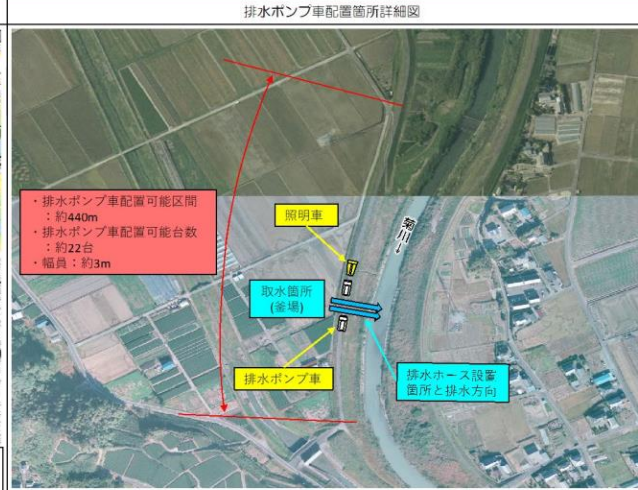 排水ポンプ車配置箇所詳細図
・排水ポンプ車配置可能区間
：約440m
・排水ポンプ車配置可能台数
：約22台
・幅員：約3m
照明車
菊川→
取水箇所
(釜場)
排水ポンプ車
排水ホース設置
箇所と排水方向